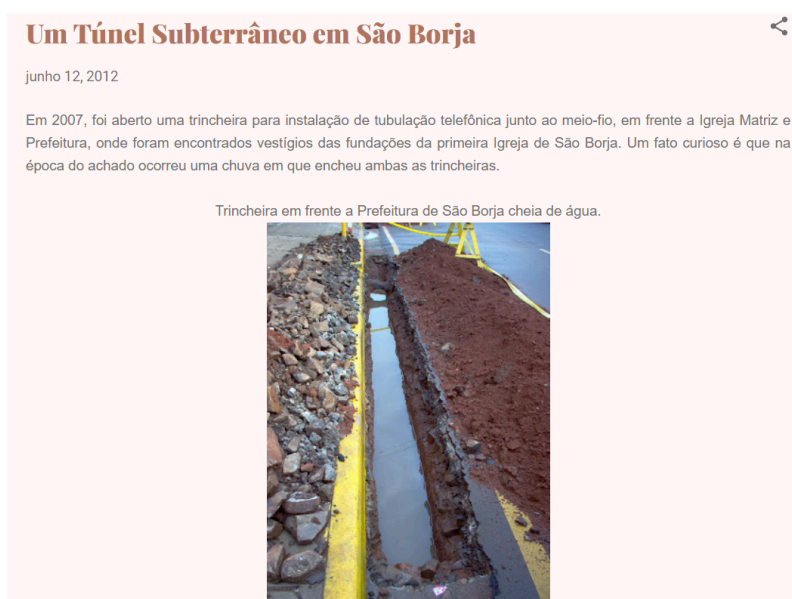 Um Túnel Subterrâneo em São Borja
junho 12, 2012
Em 2007, foi aberto uma trincheira para instalação de tubulação telefônica junto ao meio-fio, em frente a Igreja Matriz e
Prefeitura, onde foram encontrados vestígios das fundações da primeira Igreja de São Borja. Um fato curioso é que na
época do achado ocorreu uma chuva em que encheu ambas as trincheiras.
Trincheira em frente a Prefeitura de São Borja cheia de água.